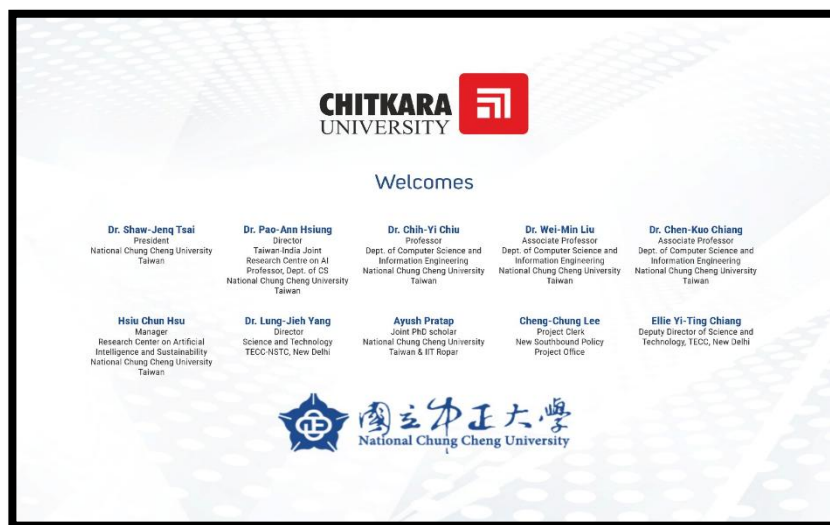 CHITKARA
UNIVERSITY
Welcomes
Dr. Shaw-Jenq Tsai
President
National Chung Cheng University
Taiwan
Dr. Pao-Ann Hsiung
Director
Taiwan-India Joint
Research Centre on AI
Professor, Dept. of CS
National Chung Cheng University
Taiwan
Dr. Chih-Yi Chiu
Professor
Dept. of Computer Science and
Information Engineering
National Chung Cheng University
Taiwan
Dr. Wei-Min Liu
Associate Professor
Dept. of Computer Science and
Information Engineering
National Chung Cheng University
Taiwan
Dr. Chen-Kuo Chiang
Associate Professor
Dept. of Computer Science and
Information Engineering
National Chung Cheng University
Taiwan
Hsiu Chun Hsu
Manager
Research Center on Artificial
Intelligence and Sustainability
National Chung Cheng University
Taiwan
Dr. Lung-Jieh Yang
Director
Science and Technology
TECC-NSTC, New Delhi
Ayush Pratap
Joint PhD scholar
National Chung Cheng University
Taiwan & IIT Ropar
Cheng-Chung Lee
Project Clerk
New Southbound Policy
Project Office
Ellie Yi-Ting Chiang
Deputy Director of Science and
Technology, TECC, New Delhi
國立中正大學
National Chung Cheng University